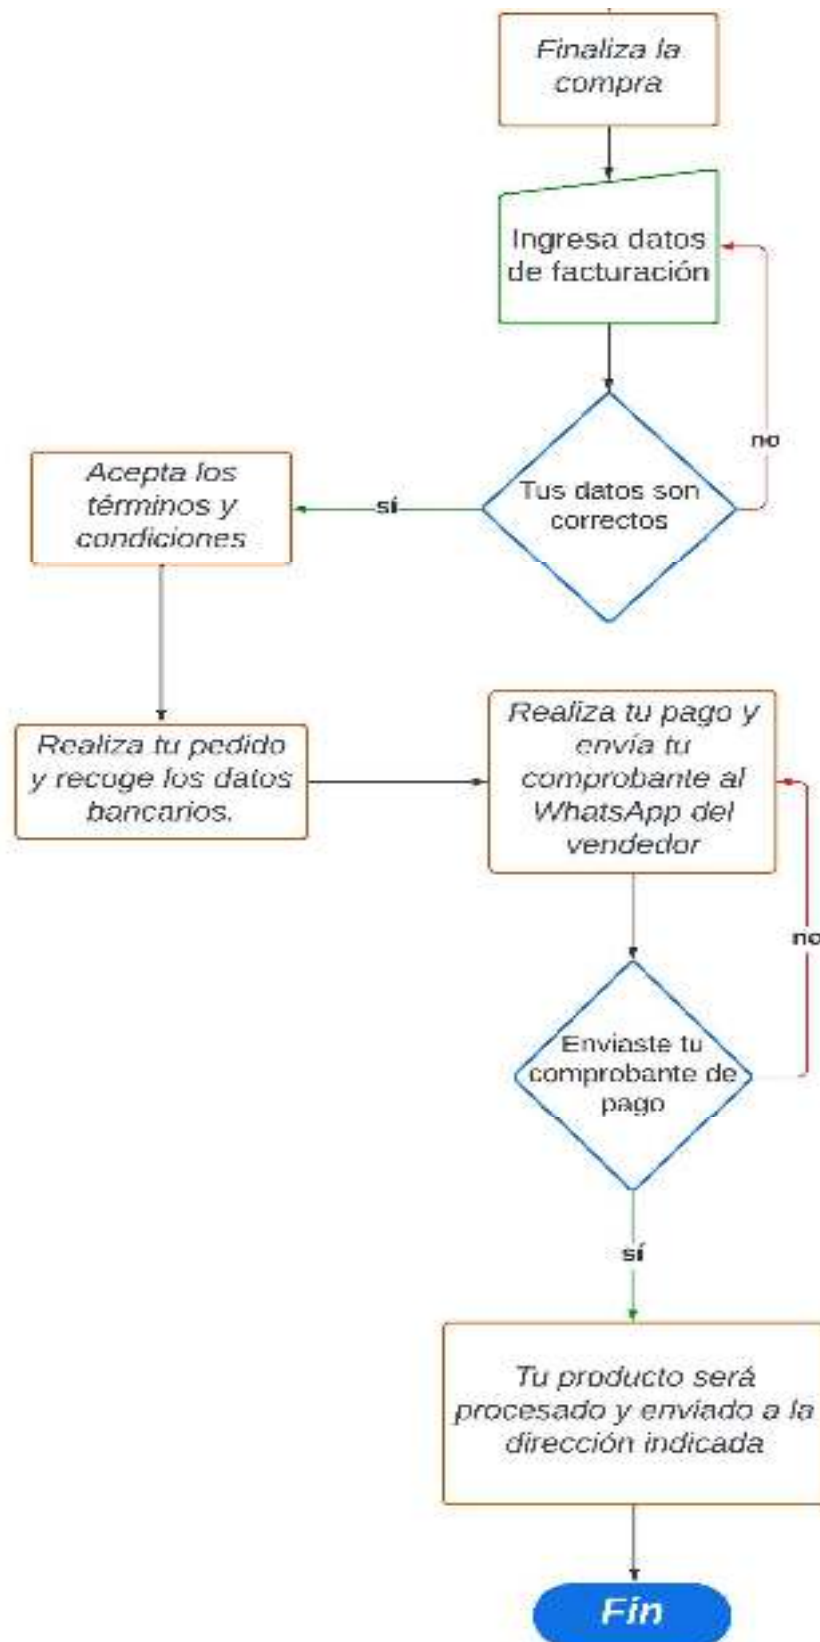 Finaliza la
compra
Ingresa datos
de facturación
no
Tus datos son
correctos
sí
Acepta los
términos y
condiciones
Realiza tu pedido
y recoge los datos
bancarios.
Realiza tu pago y
envía tu
comprobante al
WhatsApp del
vendedor
no
Enviaste tu
comprobante de
pago
sí
Tu producto será
procesado y enviado a la
dirección indicada
Fin